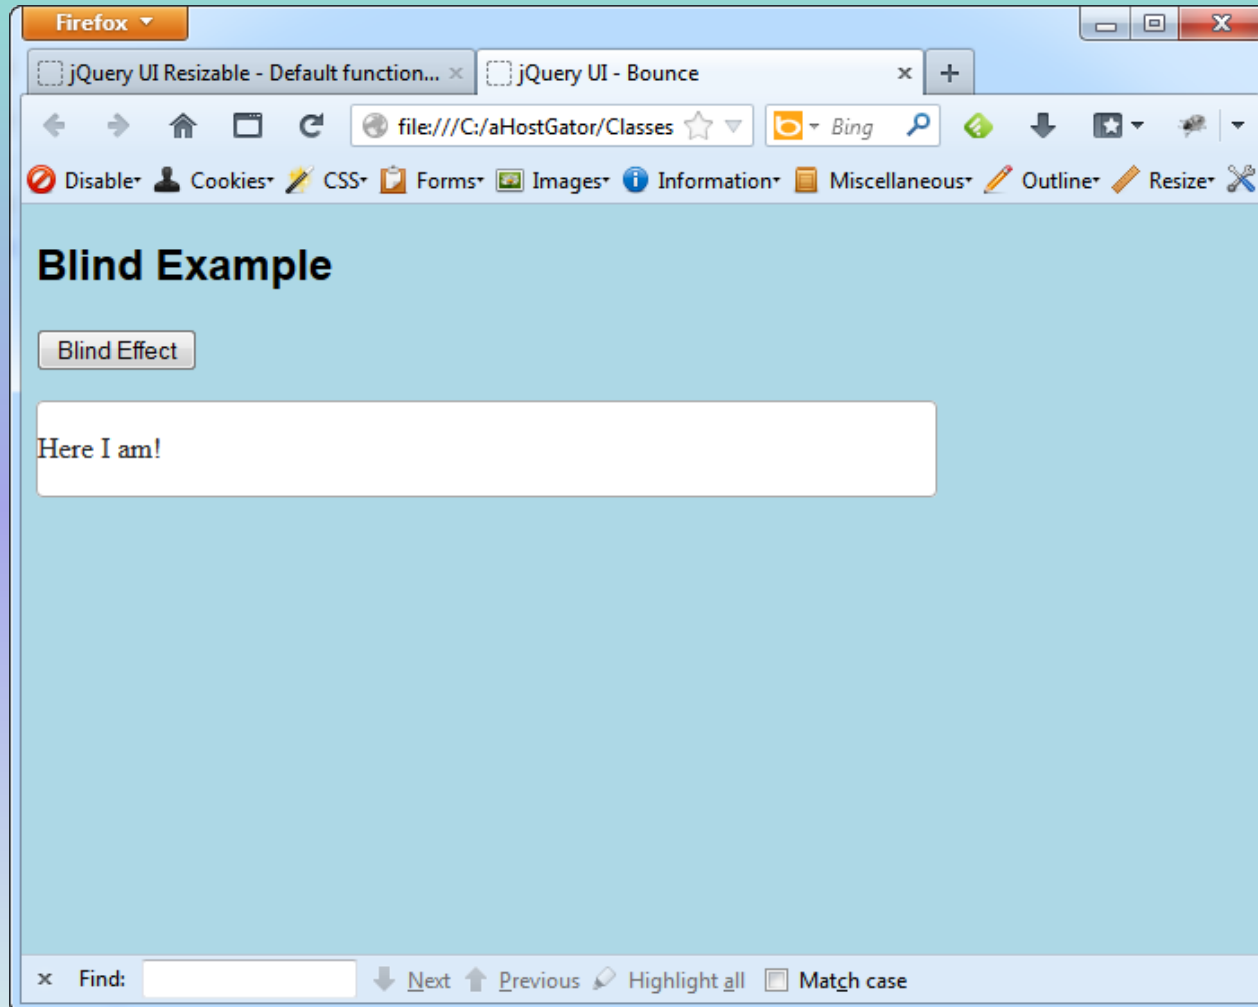 Firefox
jQuery UI Resizable - Default function... jQuery UI - Bounce
file:///C:/aHostGator/Classes Bing
Disable Cookies CSS Forms Images Information Miscellaneous Outline Resize
Blind Example
Blind Effect
Here I am!
Find: Next Previous Highlight all Match case